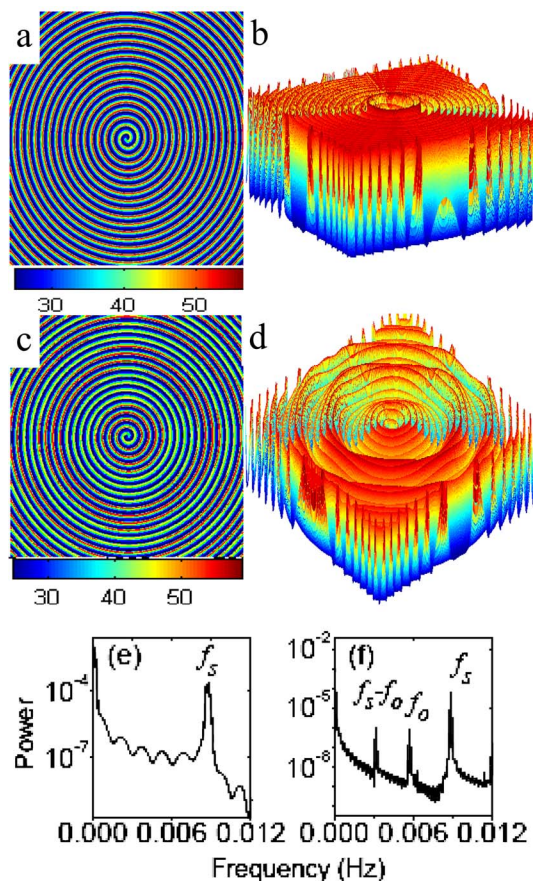 a
b
30 40 50
c
d
30 40 50
(e)
f_s
10^-4
10^-7
Power
0.000 0.006 0.012
(f)
10^-2
f_s
f_s-f_o f_o
10^-5
10^-8
0.000 0.006 0.012
Frequency (Hz)